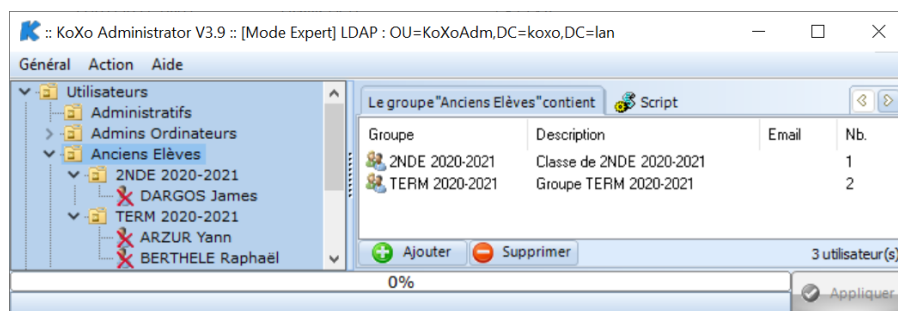 :: KoXo Administrator V3.9 :: [Mode Expert] LDAP : OU=KoXoAdm,DC=koxo,DC=lan
Général Action Aide
Utilisateurs
Administratifs
Admins Ordinateurs
Anciens Elèves
2NDE 2020-2021
DARGOS James
TERM 2020-2021
ARZUR Yann
BERTHELE Raphaël
Le groupe "Anciens Elèves" contient
Script
Groupe Description Email Nb.
2NDE 2020-2021 Classe de 2NDE 2020-2021 1
TERM 2020-2021 Groupe TERM 2020-2021 2
Ajouter Supprimer 3 utilisateur(s)
0%
Appliquer